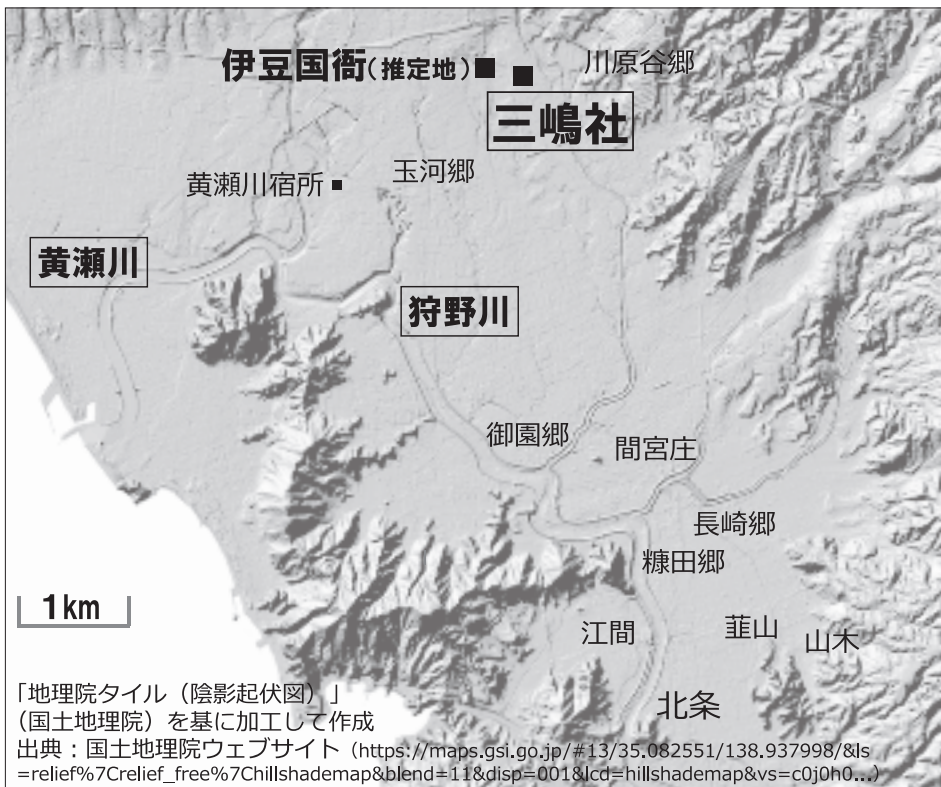 伊豆国衙(推定地)
川原谷郷
三嶋社
玉河郷
黄瀬川宿所
黄瀬川
狩野川
御園郷
間宮庄
長崎郷
糠田郷
1km
江間
韮山
山木
北条
「地理院タイル（陰影起伏図）」
（国土地理院）を基に加工して作成
出典：国土地理院ウェブサイト（https://maps.gsi.go.jp/#13/35.082551/138.937998/&ls
=relief%7Crelief_free%7Chillshademap&blend=11&disp=001&lcd=hillshademap&vs=c0j0h0...）